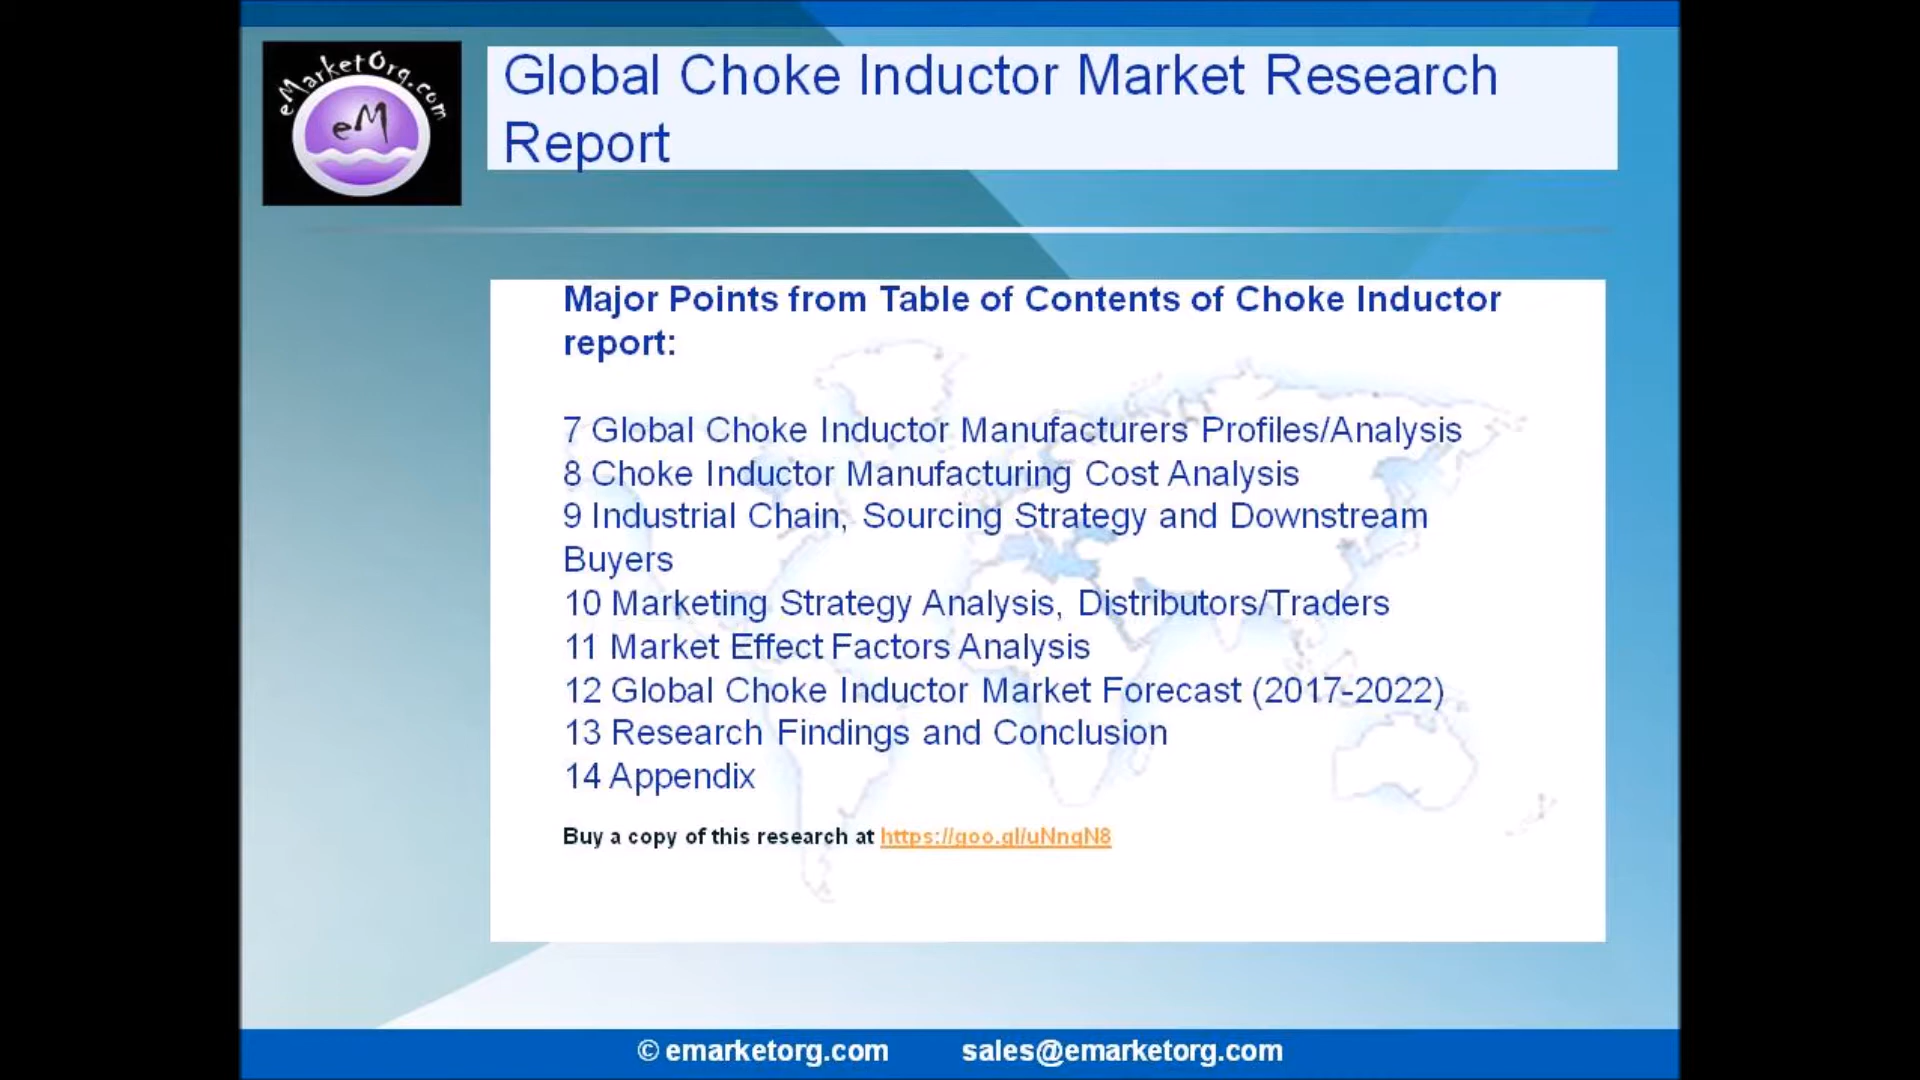 eMarketOrg.com
eM
Global Choke Inductor Market Research
Report
Major Points from Table of Contents of Choke Inductor
report:
7 Global Choke Inductor Manufacturers Profiles/Analysis
8 Choke Inductor Manufacturing Cost Analysis
9 Industrial Chain, Sourcing Strategy and Downstream
Buyers
10 Marketing Strategy Analysis, Distributors/Traders
11 Market Effect Factors Analysis
12 Global Choke Inductor Market Forecast (2017-2022)
13 Research Findings and Conclusion
14 Appendix
Buy a copy of this research at https://goo.gl/uNnqN8
© emarketorg.com sales@emarketorg.com